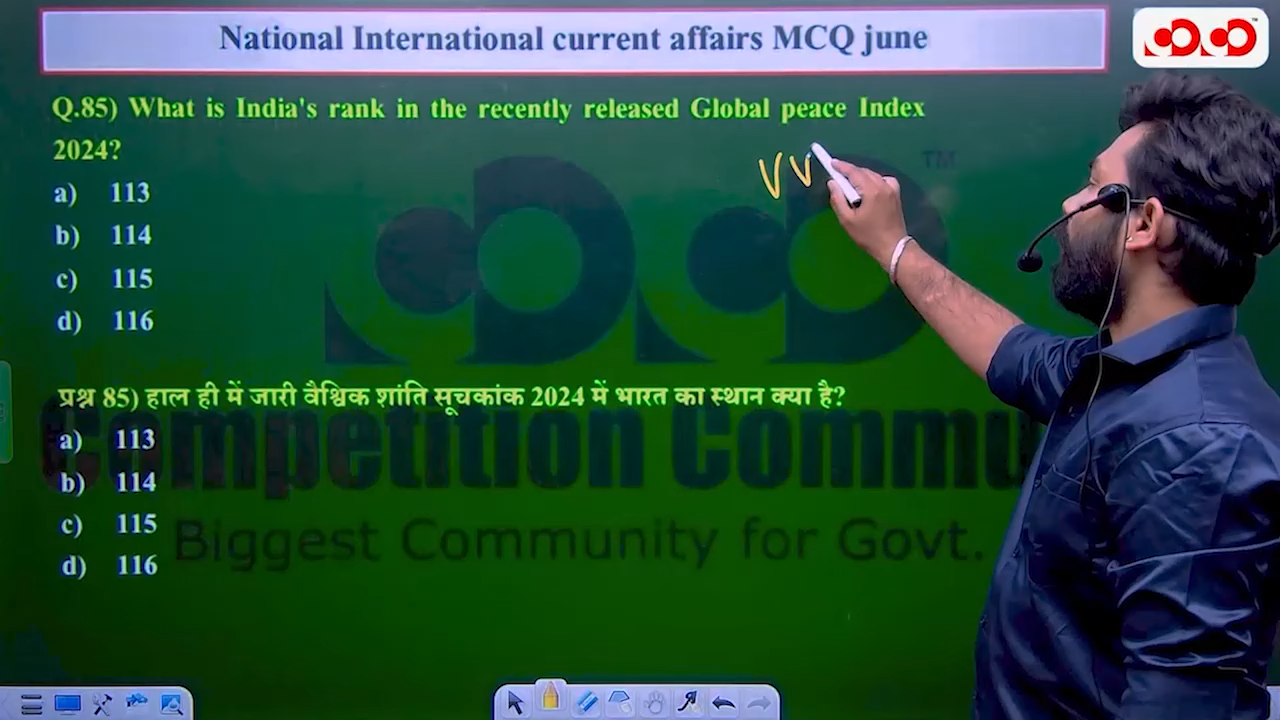 National International current affairs MCQ june
Q.85) What is India's rank in the recently released Global peace Index
2024?
a) 113
b) 114
c) 115
d) 116
प्रश्न 85) हाल ही में जारी वैश्विक शांति सूचकांक 2024 में भारत का स्थान क्या है?
a) 113
b) 114
c) 115
d) 116
VV
TM
Competition Commu
Biggest Community for Govt.